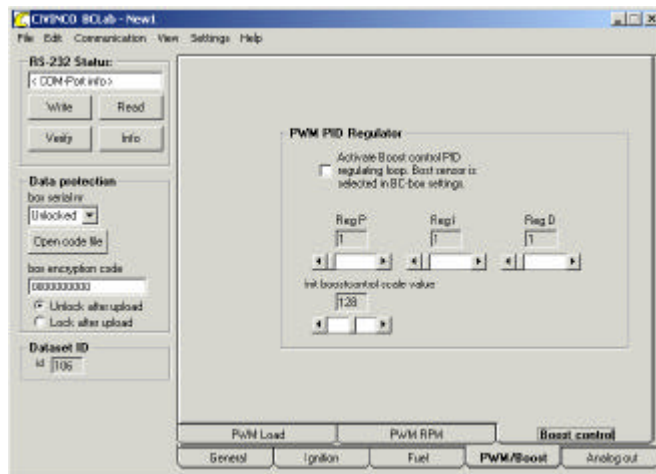 CIVINCO BCLab - New1
File Edit Communication View Settings Help
RS-232 Status:
< COM-Port info>
Write Read
Verify Info
Data protection
box serial nr
Unlocked
Open code file
box encryption code
0000000000
Unlock after upload
Lock after upload
Dataset ID
id 106
PWM PID Regulator
Activate Boost control PID
regulating loop. Bost sensor is
selected in BC-box settings.
Reg P Reg I Reg D
1 1 1
Init boostcontrol scale value
128
PWM Load PWM RPM Boost control
General Ignition Fuel PWM/Boost Analog out